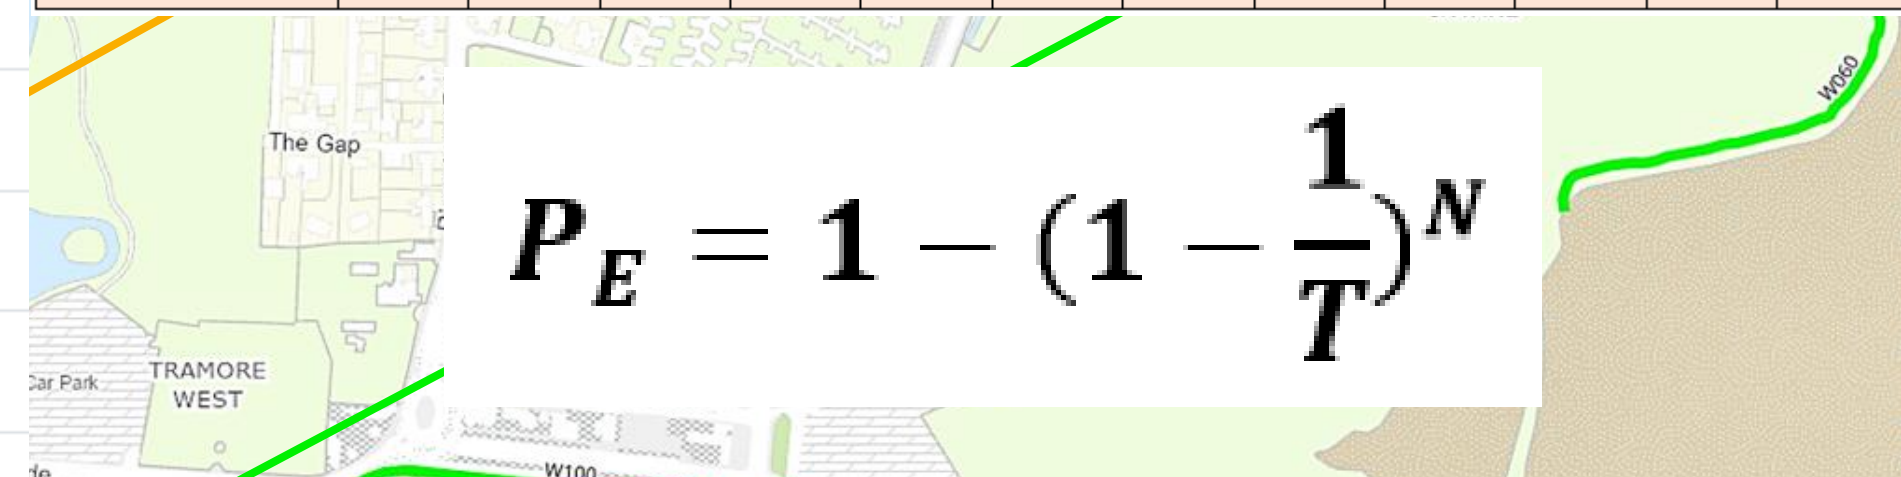 W060
The Gap
P_E = 1 − (1 − 1/T)^N
TRAMORE
WEST
Car Park
W100